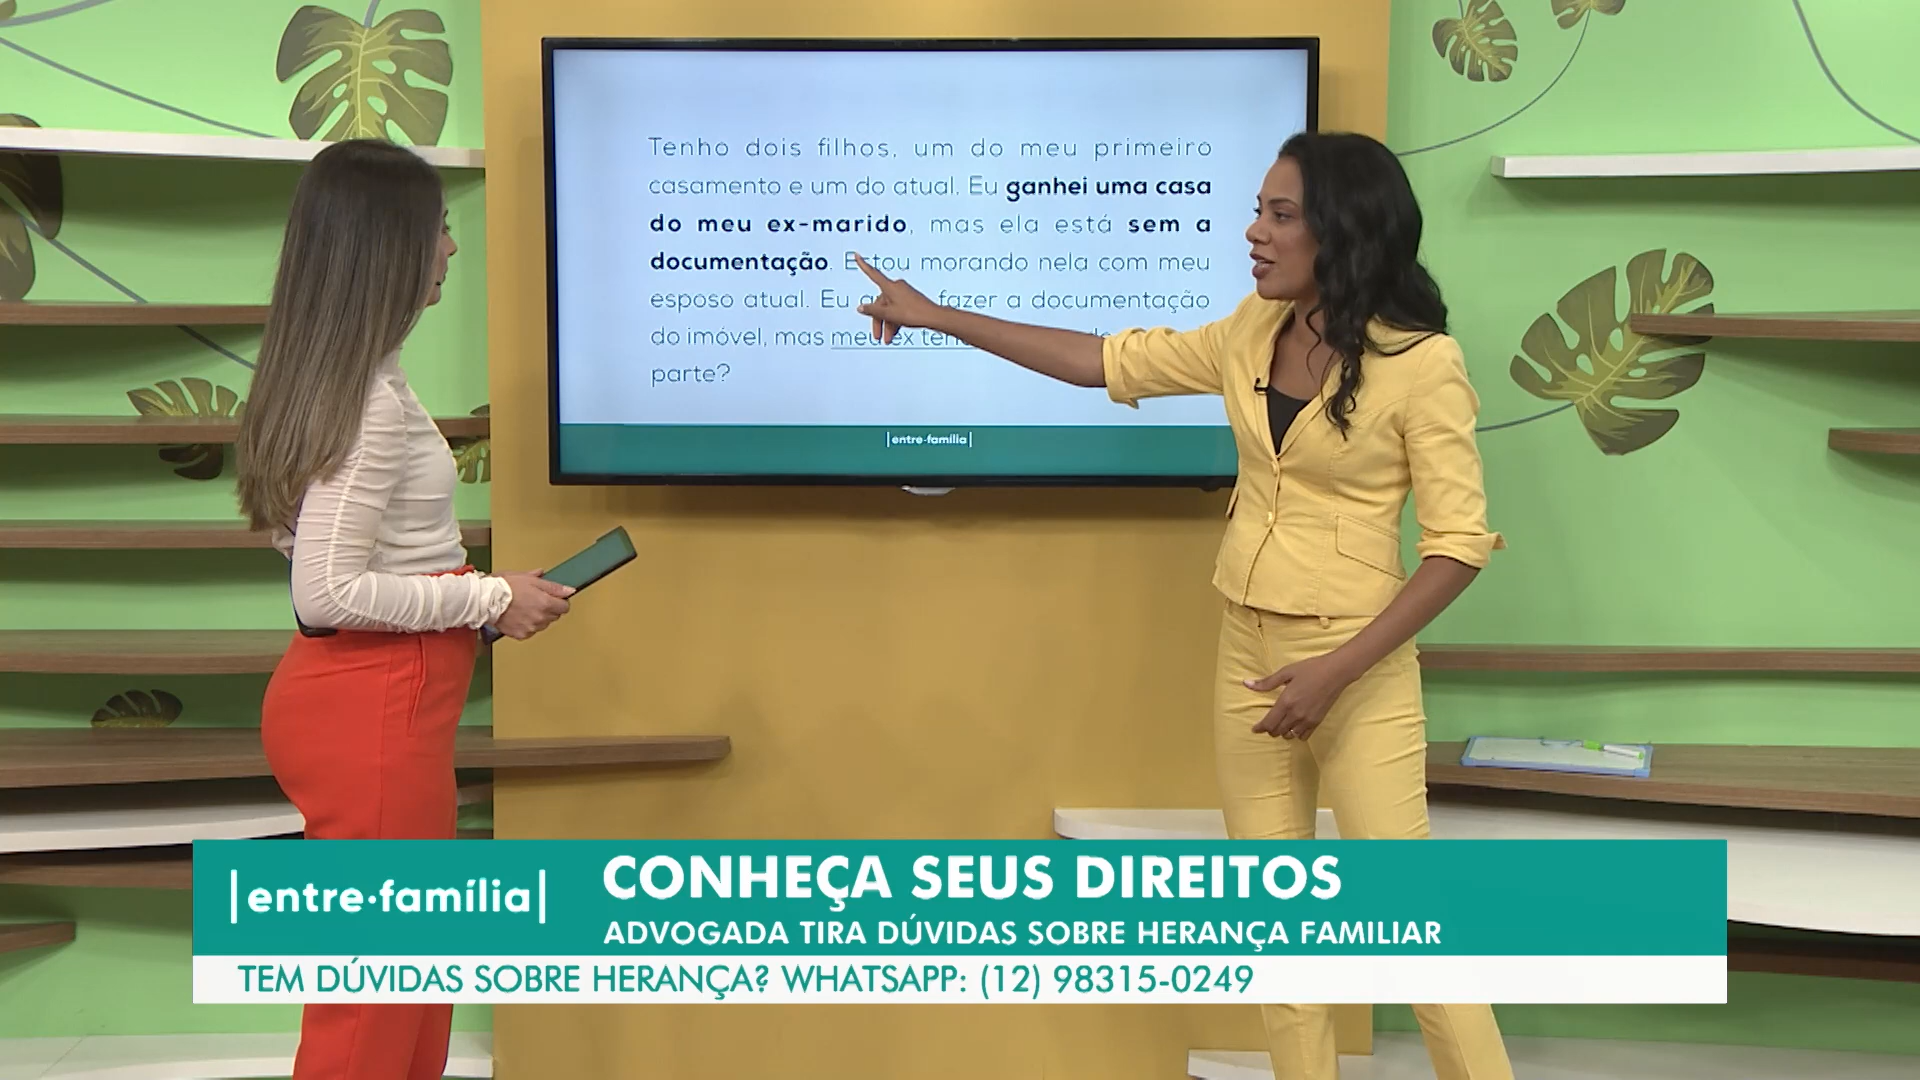 Tenho dois filhos, um do meu primeiro
casamento e um do atual. Eu ganhei uma casa
do meu ex-marido, mas ela está sem a
documentação. Estou morando nela com meu
esposo atual. Eu fazer a documentação
do imóvel, mas meu ex
parte?
|entre•família|
|entre•família|
CONHEÇA SEUS DIREITOS
ADVOGADA TIRA DÚVIDAS SOBRE HERANÇA FAMILIAR
TEM DÚVIDAS SOBRE HERANÇA? WHATSAPP: (12) 98315-0249